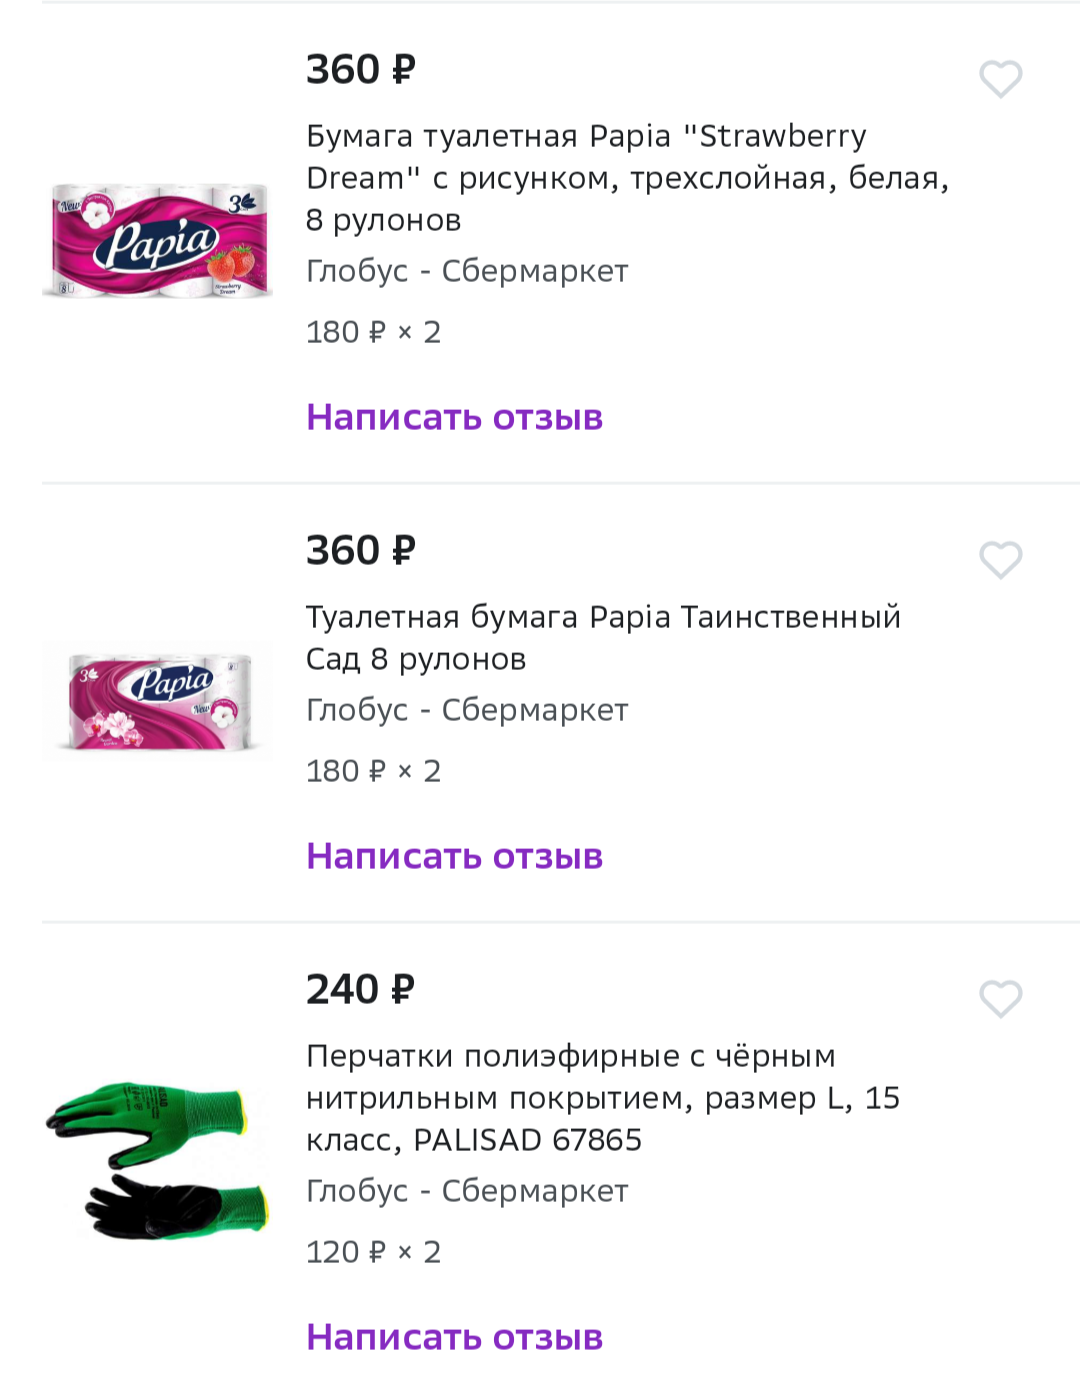 360 ₽
Бумага туалетная Papia "Strawberry
Dream" с рисунком, трехслойная, белая,
8 рулонов
Глобус - Сбермаркет
180 ₽ × 2
Написать отзыв
New
3
Papia
8
Strawberry
Dream
360 ₽
Туалетная бумага Papia Таинственный
Сад 8 рулонов
Глобус - Сбермаркет
180 ₽ × 2
Написать отзыв
3
Papia
New
240 ₽
Перчатки полиэфирные с чёрным
нитрильным покрытием, размер L, 15
класс, PALISAD 67865
Глобус - Сбермаркет
120 ₽ × 2
Написать отзыв